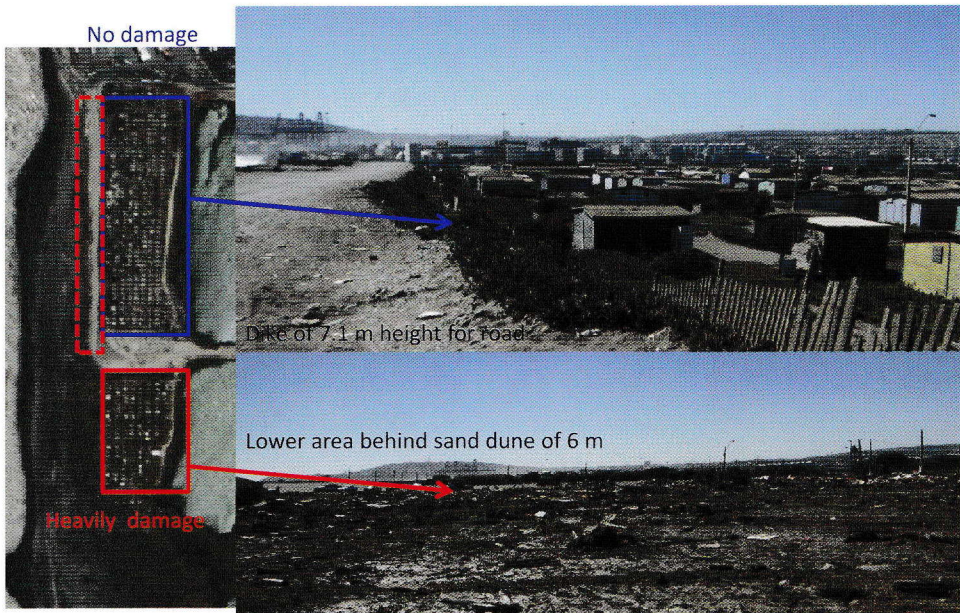 No damage
Dike of 7.1 m height for road
Lower area behind sand dune of 6 m
Heavily damage